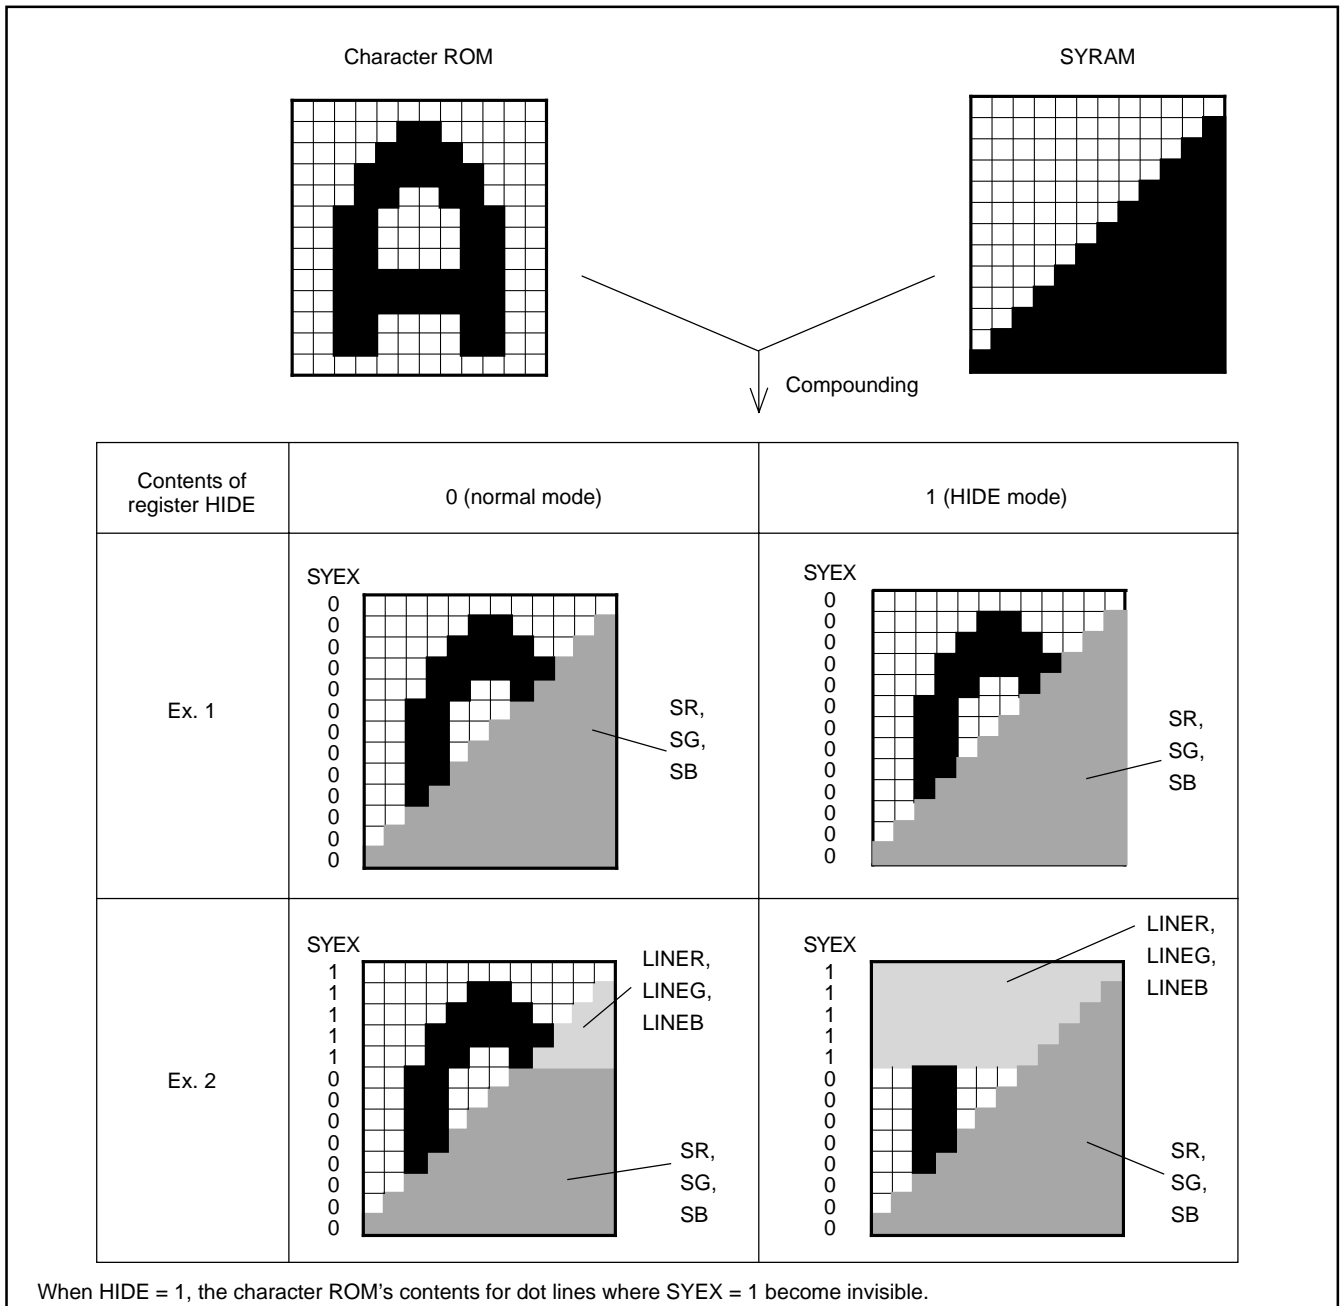 Character ROM
SYRAM
Compounding
Contents of
register HIDE
0 (normal mode)
1 (HIDE mode)
Ex. 1
SYEX
0
0
0
0
0
0
0
0
0
0
0
0
0
SR,
SG,
SB
SYEX
0
0
0
0
0
0
0
0
0
0
0
0
0
SR,
SG,
SB
Ex. 2
SYEX
1
1
1
1
1
0
0
0
0
0
0
0
0
LINER,
LINEG,
LINEB
SR,
SG,
SB
SYEX
1
1
1
1
1
0
0
0
0
0
0
0
0
LINER,
LINEG,
LINEB
SR,
SG,
SB
When HIDE = 1, the character ROM's contents for dot lines where SYEX = 1 become invisible.